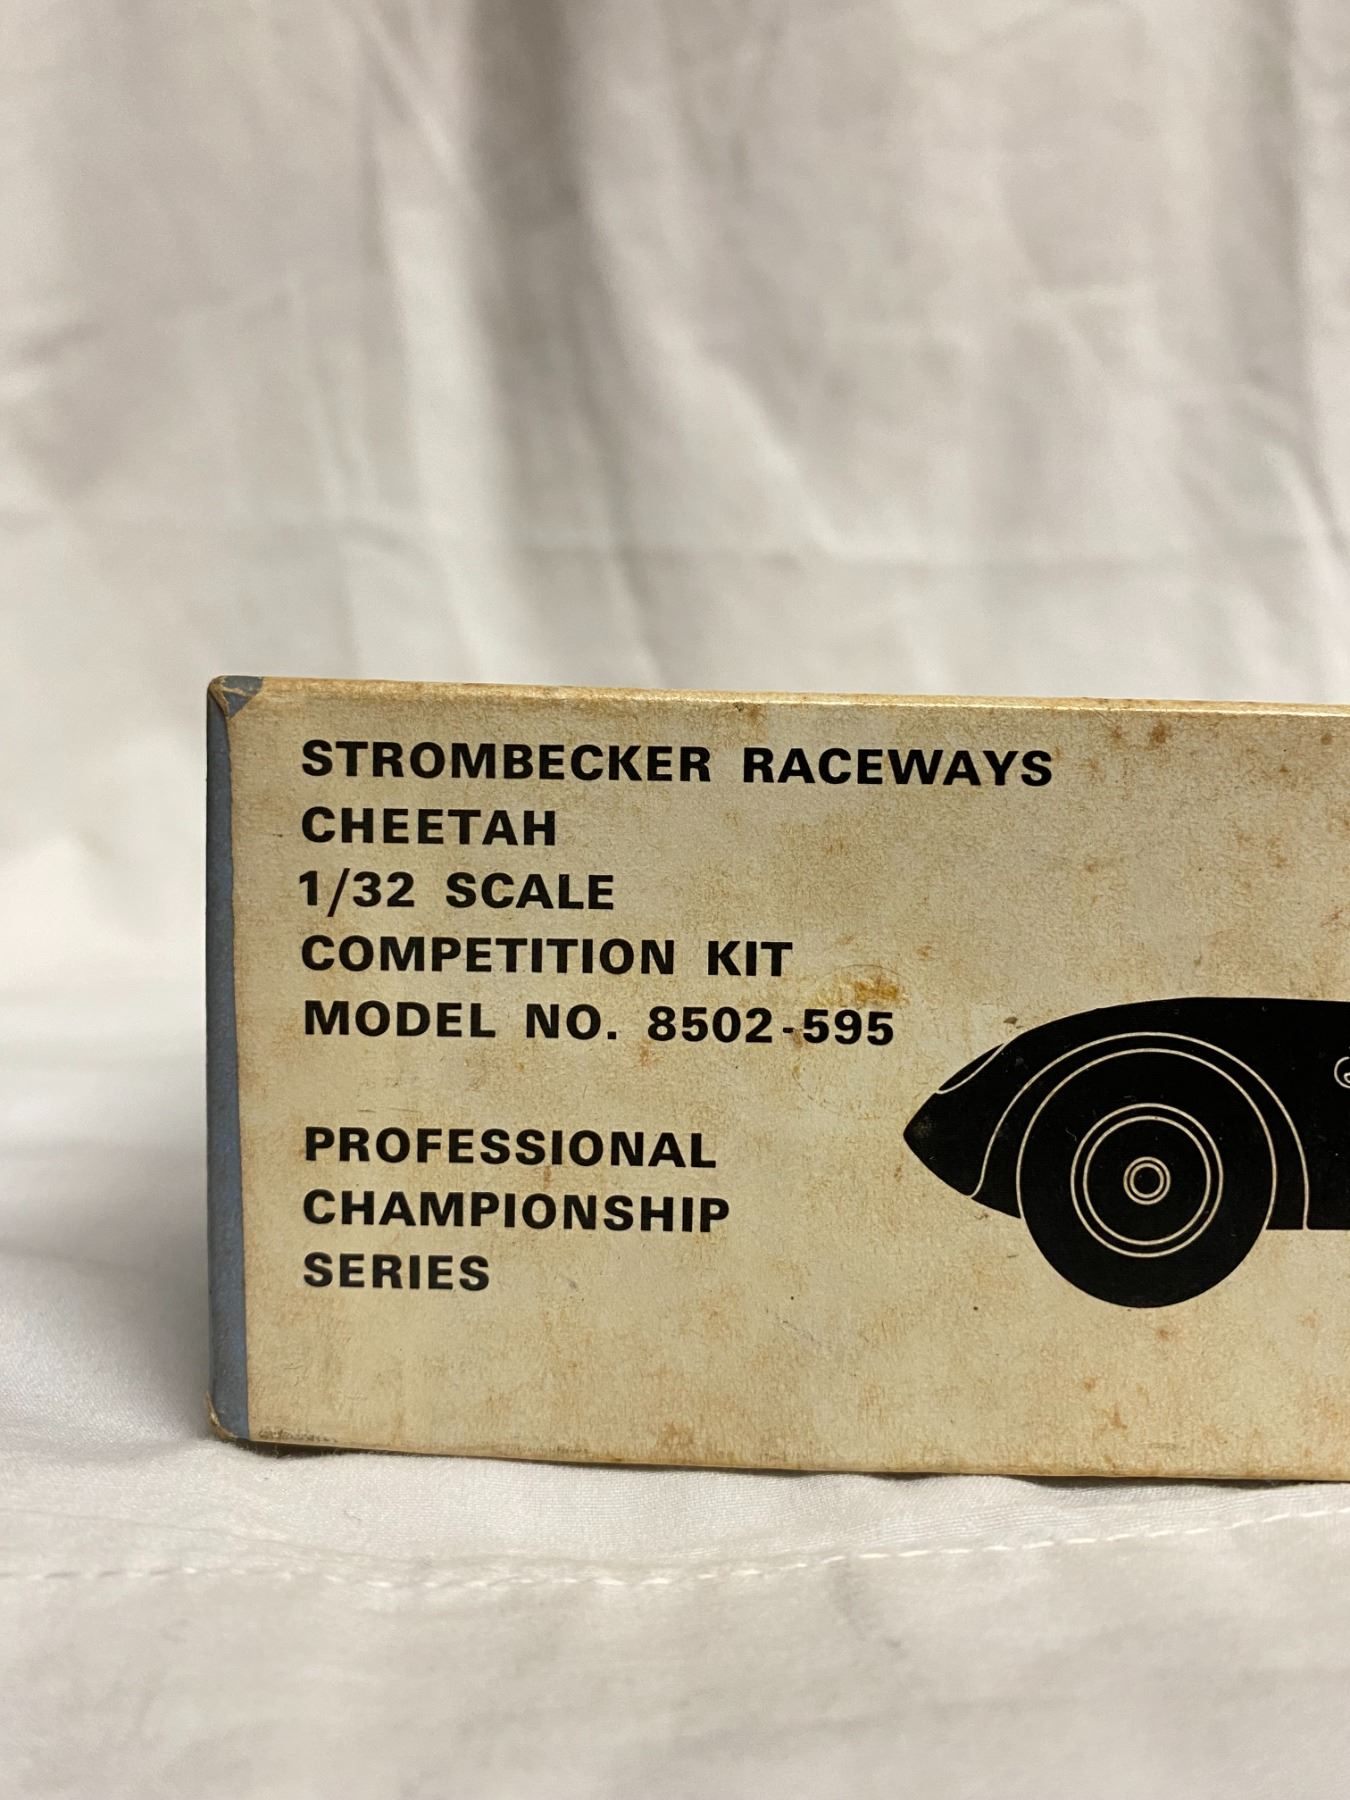 STROMBECKER RACEWAYS
CHEETAH
1/32 SCALE
COMPETITION KIT
MODEL NO. 8502-595
PROFESSIONAL
CHAMPIONSHIP
SERIES